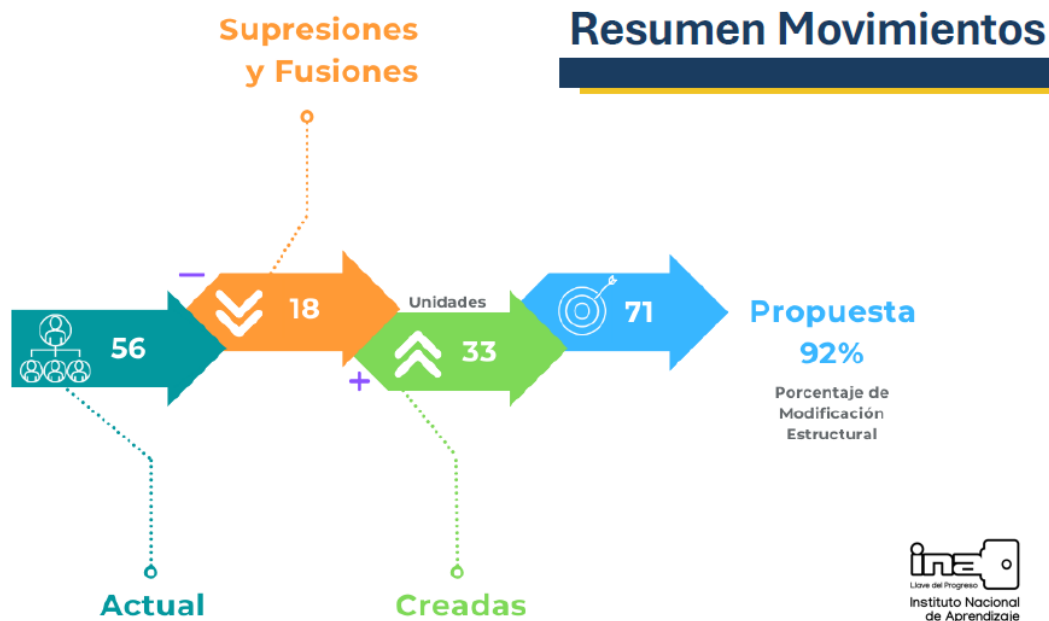 Resumen Movimientos
Supresiones
y Fusiones
56
18
Unidades
33
71
Propuesta
92%
Porcentaje de
Modificación
Estructural
Actual
Creadas
ina
Llave del Progreso
Instituto Nacional
de Aprendizaje